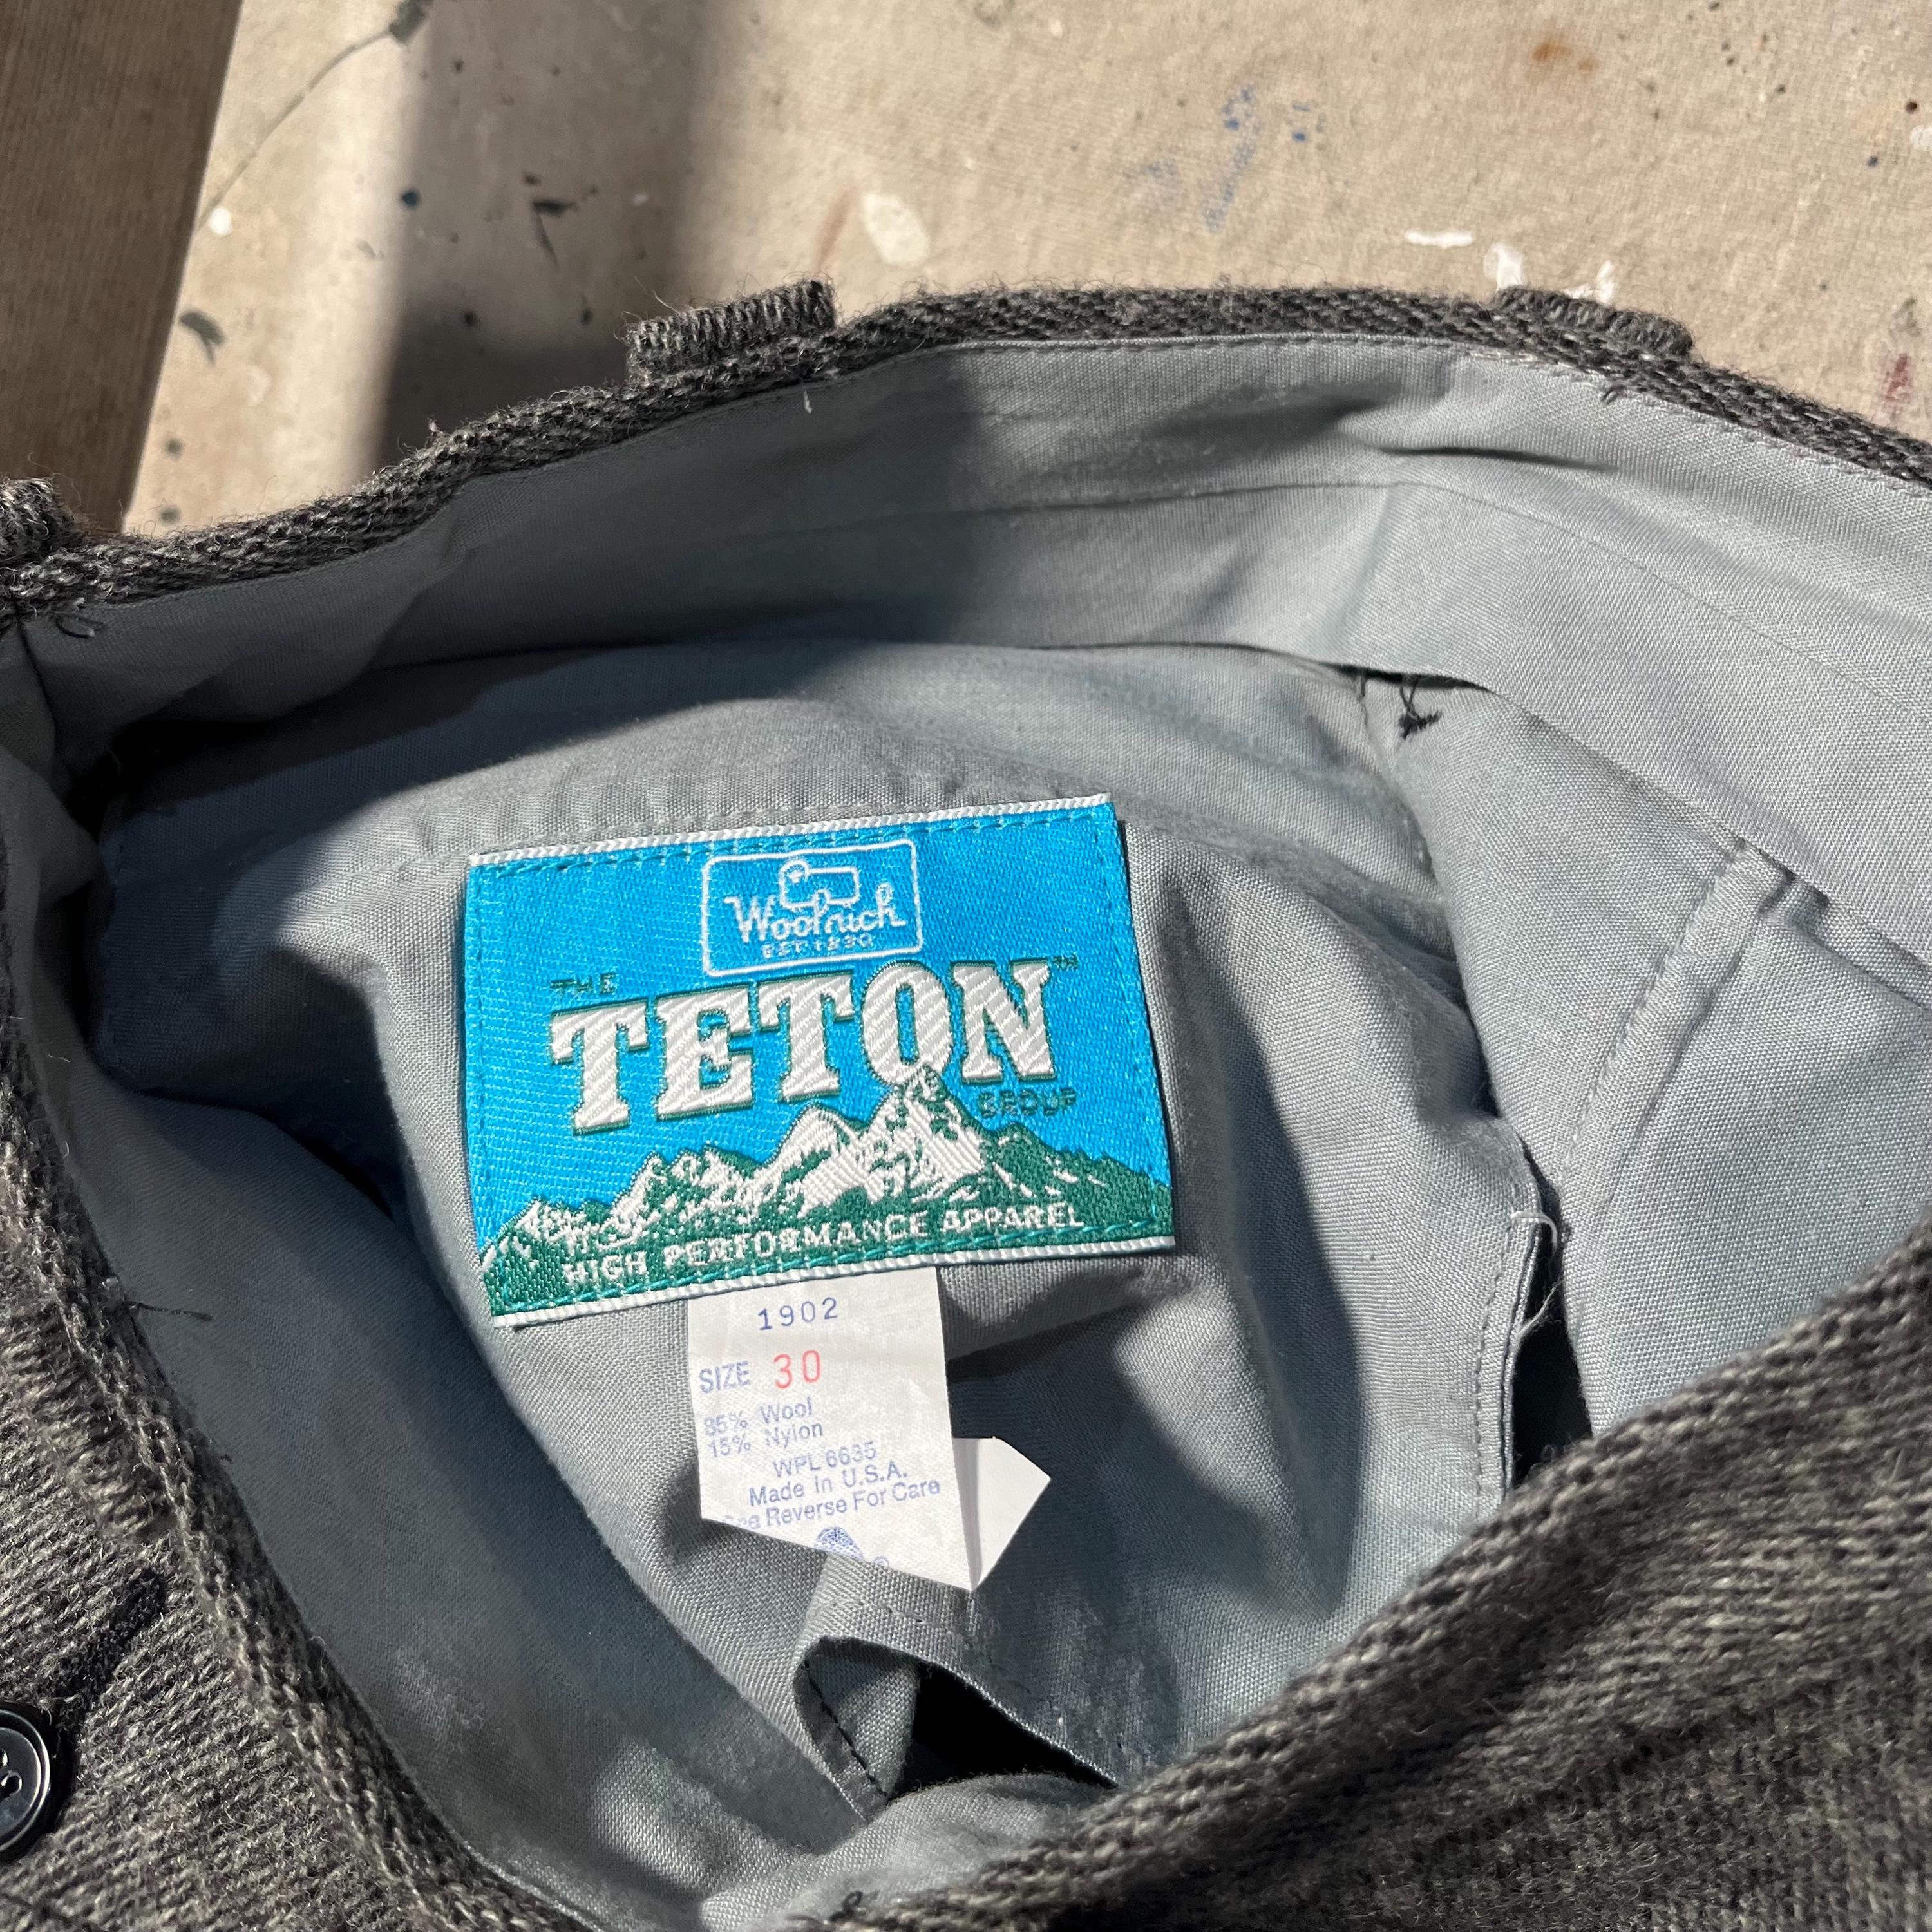 Woolrich
EST. 1830
THE
TETON™
GROUP
HIGH PERFORMANCE APPAREL
1902
SIZE 30
85% Wool
15% Nylon
WPL 6635
Made In U.S.A.
See Reverse For Care
®